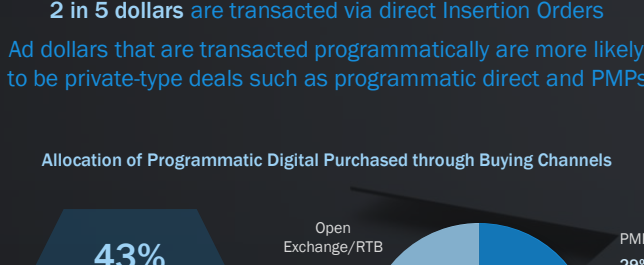 2 in 5 dollars are transacted via direct Insertion Orders
Ad dollars that are transacted programmatically are more likely
to be private-type deals such as programmatic direct and PMPs
Allocation of Programmatic Digital Purchased through Buying Channels
43%
Open
Exchange/RTB